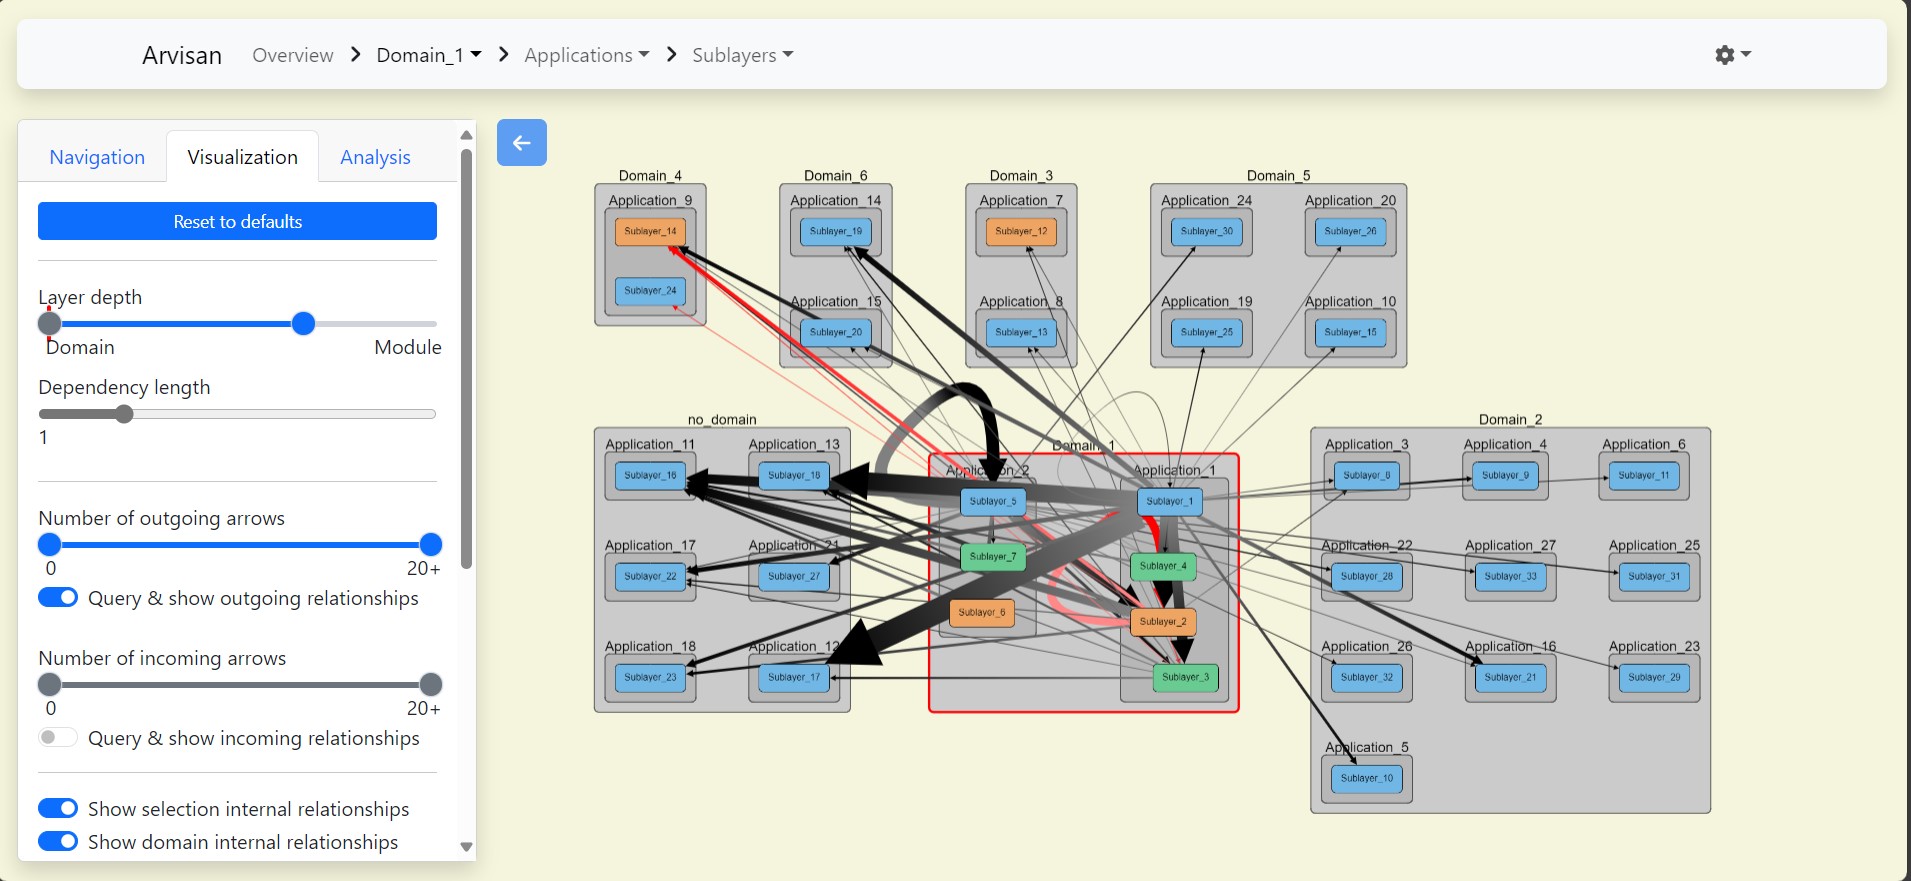 Arvisan Overview Domain_1 Applications Sublayers
Navigation Visualization Analysis
Reset to defaults
Layer depth
Domain Module
Dependency length
1
Number of outgoing arrows
0 20+
Query & show outgoing relationships
Number of incoming arrows
0 20+
Query & show incoming relationships
Show selection internal relationships
Show domain internal relationships
Domain_4
Application_9
Sublayer_14
Sublayer_24
Domain_6
Application_14
Sublayer_19
Application_15
Sublayer_20
Domain_3
Application_7
Sublayer_12
Application_8
Sublayer_13
Domain_5
Application_24 Application_20
Sublayer_30 Sublayer_26
Application_19 Application_10
Sublayer_25 Sublayer_15
no_domain
Application_11 Application_13
Sublayer_16 Sublayer_18
Application_17 Application_21
Sublayer_22 Sublayer_27
Application_18 Application_12
Sublayer_23 Sublayer_17
Domain_1
Application_2 Application_1
Sublayer_5 Sublayer_1
Sublayer_7 Sublayer_4
Sublayer_6 Sublayer_2
Sublayer_3
Domain_2
Application_3 Application_4 Application_6
Sublayer_8 Sublayer_9 Sublayer_11
Application_22 Application_27 Application_25
Sublayer_28 Sublayer_33 Sublayer_31
Application_26 Application_16 Application_23
Sublayer_32 Sublayer_21 Sublayer_29
Application_5
Sublayer_10